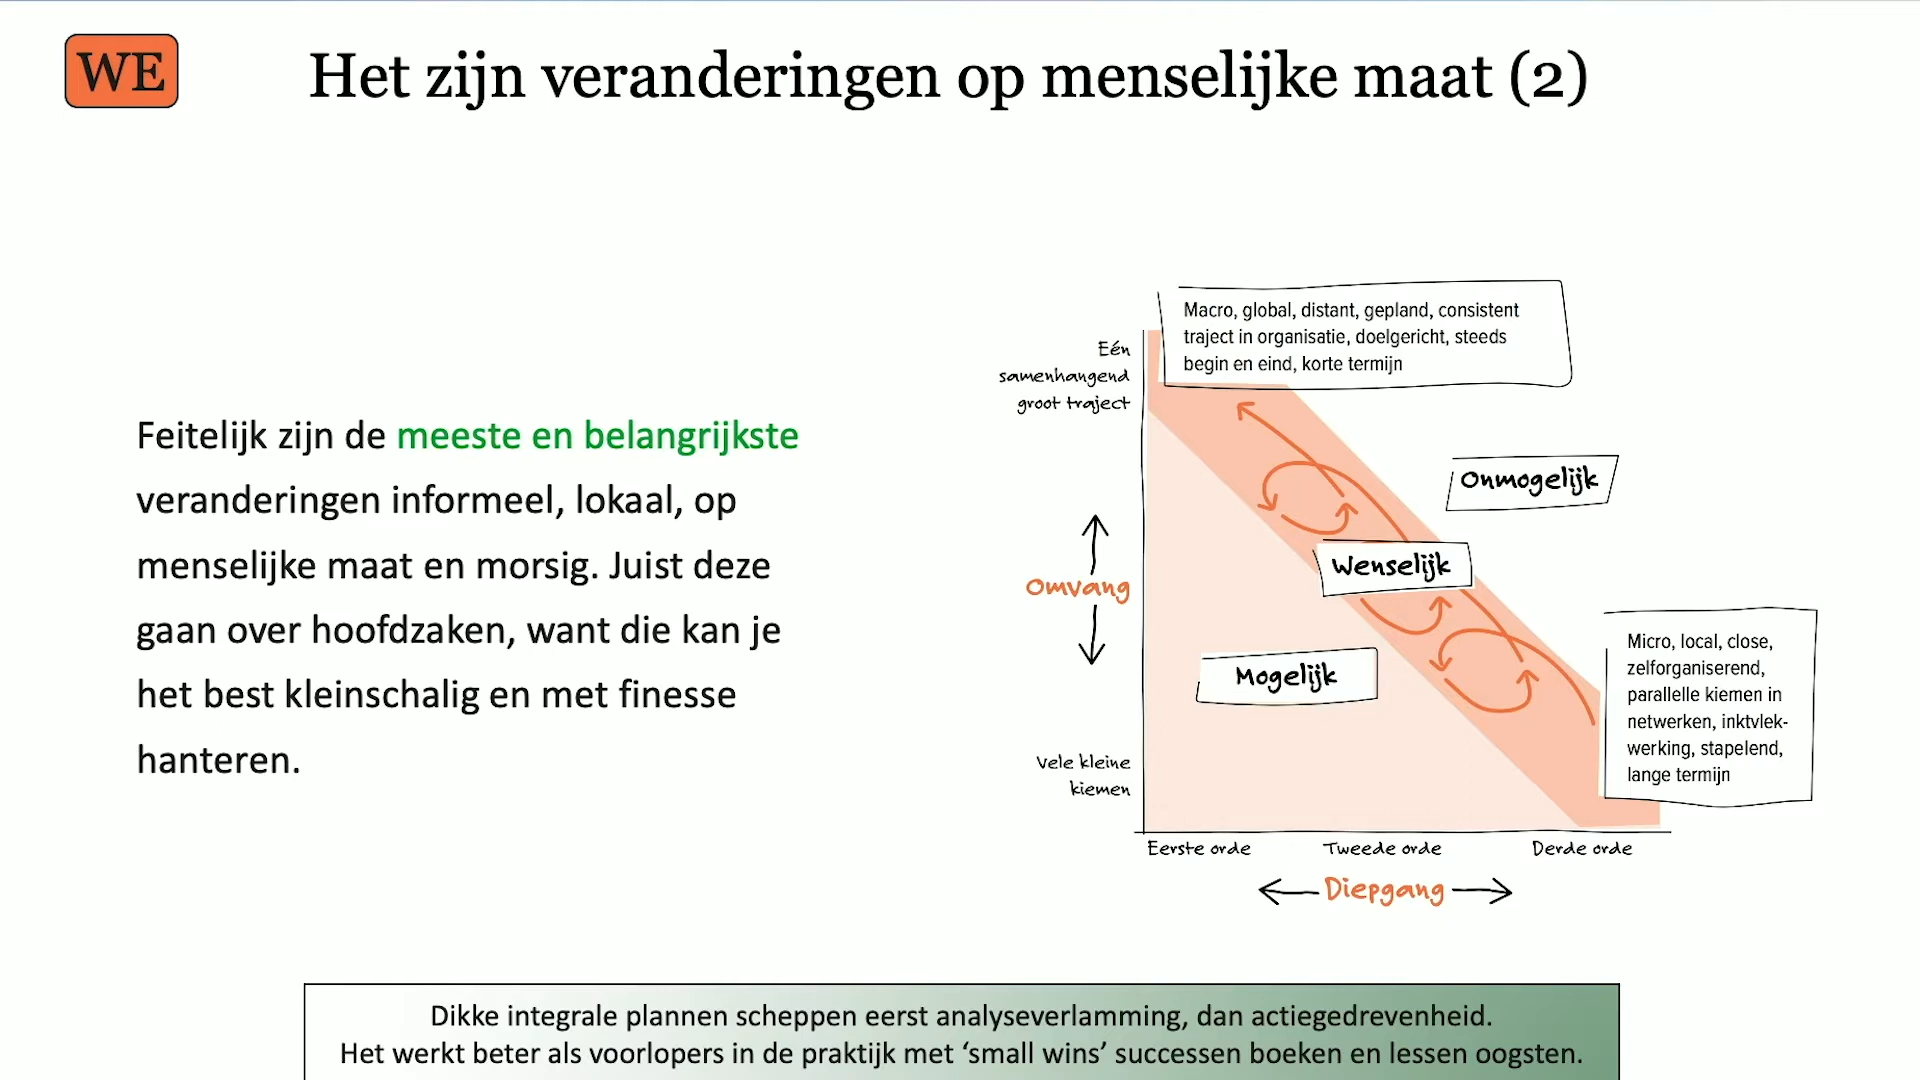 WE
Het zijn veranderingen op menselijke maat (2)
Feitelijk zijn de meeste en belangrijkste
veranderingen informeel, lokaal, op
menselijke maat en morsig. Juist deze
gaan over hoofdzaken, want die kan je
het best kleinschalig en met finesse
hanteren.
Macro, global, distant, gepland, consistent
traject in organisatie, doelgericht, steeds
begin en eind, korte termijn
Eén
samenhangend
groot traject
Onmogelijk
Wenselijk
Omvang
Mogelijk
Micro, local, close,
zelforganiserend,
parallelle kiemen in
netwerken, inktvlek-
werking, stapelend,
lange termijn
Vele kleine
kiemen
Eerste orde
Tweede orde
Derde orde
Diepgang
Dikke integrale plannen scheppen eerst analyseverlamming, dan actiegedrevenheid.
Het werkt beter als voorlopers in de praktijk met ‘small wins’ successen boeken en lessen oogsten.